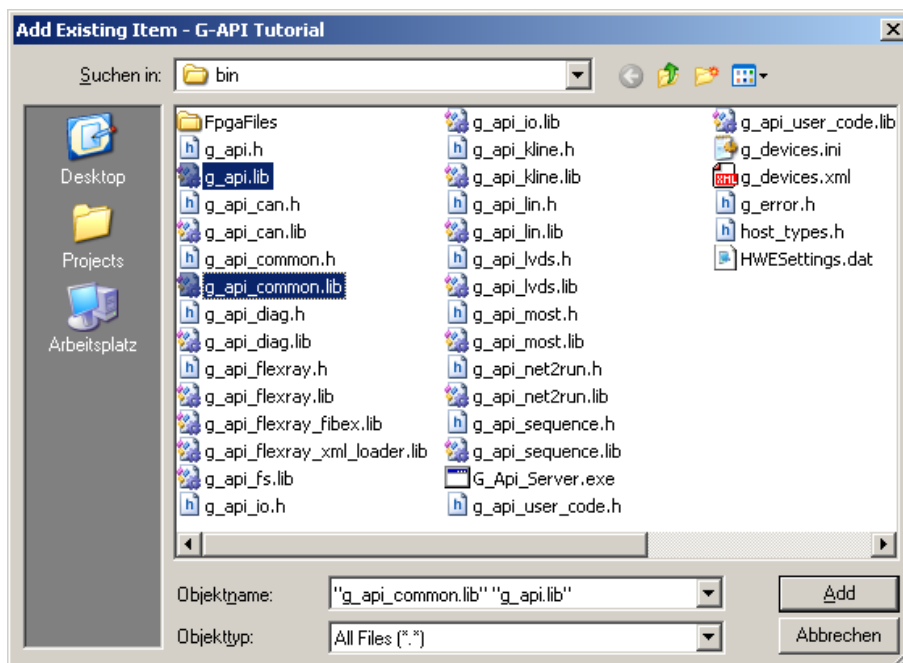 Add Existing Item - G-API Tutorial
Suchen in:
bin
Desktop
Projects
Arbeitsplatz
FpgaFiles
g_api.h
g_api.lib
g_api_can.h
g_api_can.lib
g_api_common.h
g_api_common.lib
g_api_diag.h
g_api_diag.lib
g_api_flexray.h
g_api_flexray.lib
g_api_flexray_fibex.lib
g_api_flexray_xml_loader.lib
g_api_fs.lib
g_api_io.h
g_api_io.lib
g_api_kline.h
g_api_kline.lib
g_api_lin.h
g_api_lin.lib
g_api_lvds.h
g_api_lvds.lib
g_api_most.h
g_api_most.lib
g_api_net2run.h
g_api_net2run.lib
g_api_sequence.h
g_api_sequence.lib
G_Api_Server.exe
g_api_user_code.h
g_api_user_code.lib
g_devices.ini
g_devices.xml
g_error.h
host_types.h
HWESettings.dat
Objektname:
"g_api_common.lib" "g_api.lib"
Add
Objekttyp:
All Files (*.*)
Abbrechen